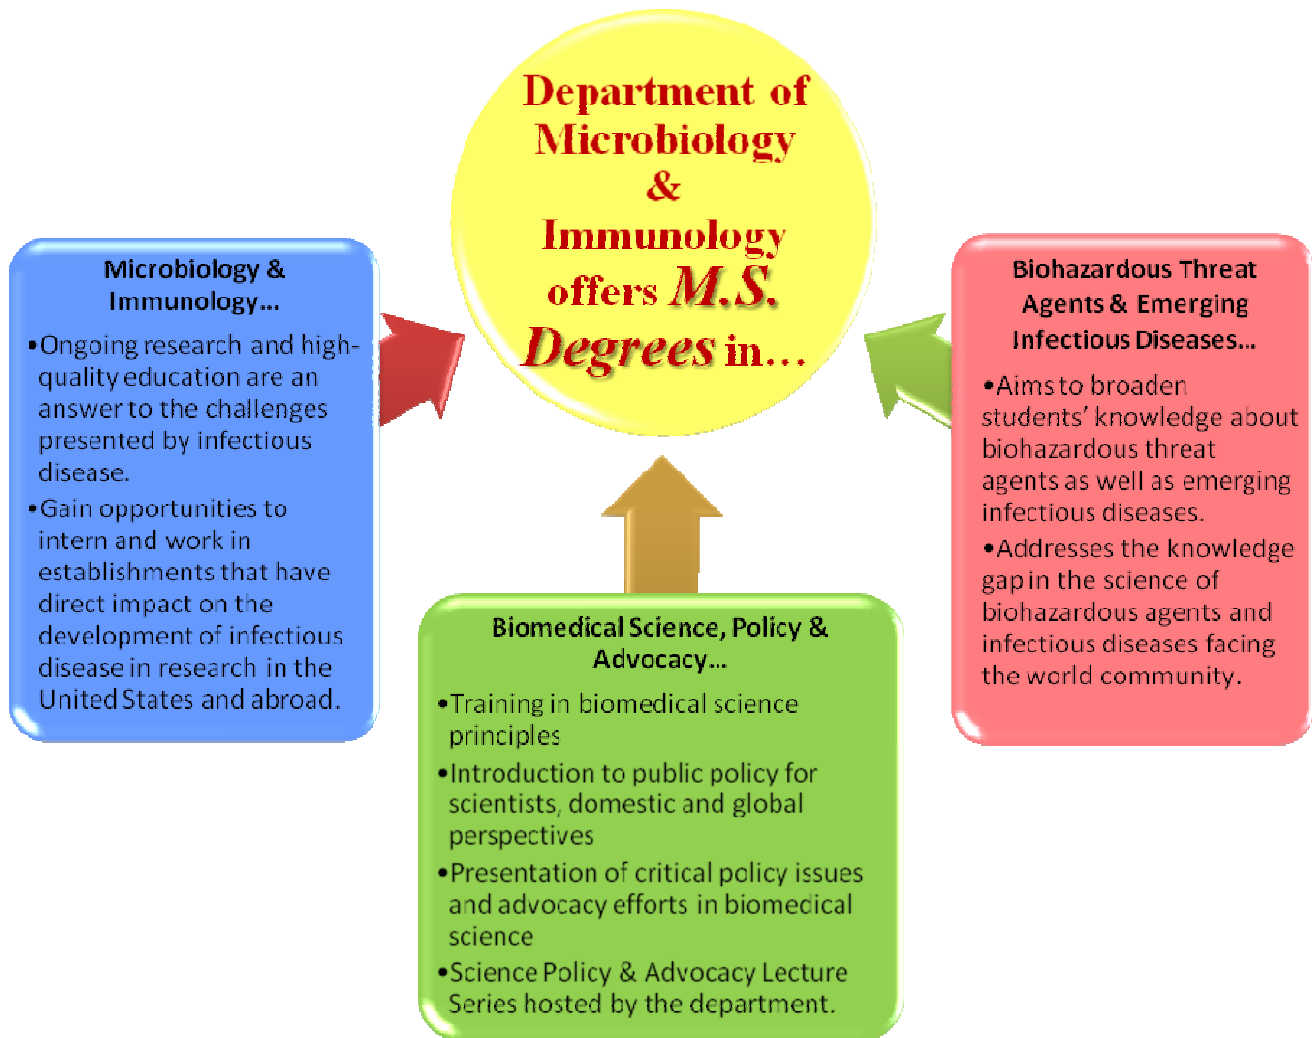 Department of
Microbiology
&
Immunology
offers M.S.
Degrees in...
Microbiology &
Immunology...
•Ongoing research and high-
quality education are an
answer to the challenges
presented by infectious
disease.
•Gain opportunities to
intern and work in
establishments that have
direct impact on the
development of infectious
disease in research in the
United States and abroad.
Biomedical Science, Policy &
Advocacy...
•Training in biomedical science
principles
•Introduction to public policy for
scientists, domestic and global
perspectives
•Presentation of critical policy issues
and advocacy efforts in biomedical
science
•Science Policy & Advocacy Lecture
Series hosted by the department.
Biohazardous Threat
Agents & Emerging
Infectious Diseases...
•Aims to broaden
students’ knowledge about
biohazardous threat
agents as well as emerging
infectious diseases.
•Addresses the knowledge
gap in the science of
biohazardous agents and
infectious diseases facing
the world community.